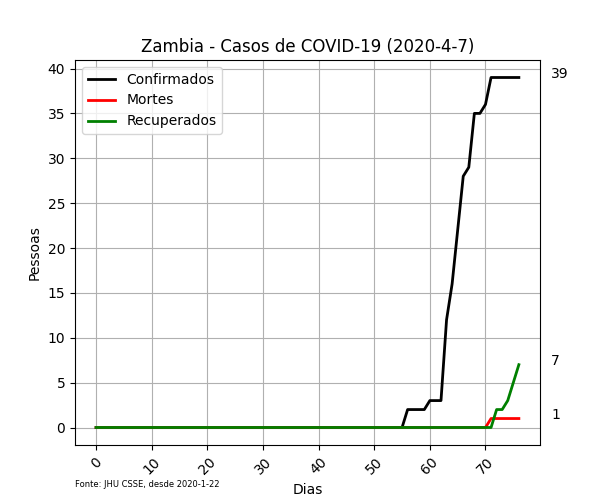 Zambia - Casos de COVID-19 (2020-4-7)
Confirmados
Mortes
Recuperados
40
35
30
25
20
15
10
5
0
Pessoas
39
7
1
0
10
20
30
40
50
60
70
Dias
Fonte: JHU CSSE, desde 2020-1-22